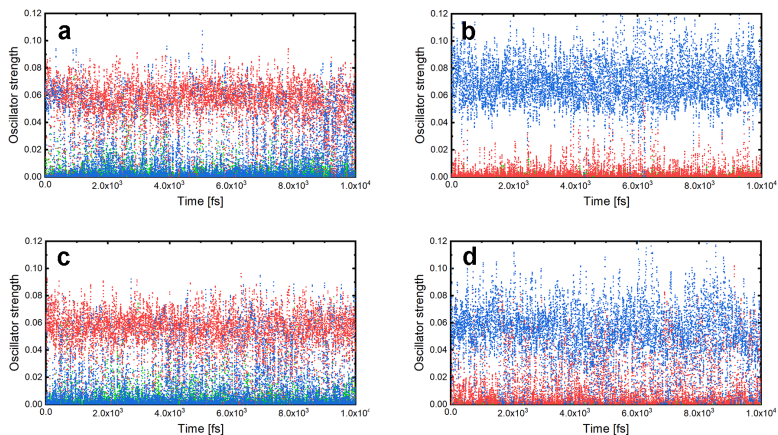 a
Oscillator strength
0.12
0.10
0.08
0.06
0.04
0.02
0.00
0.0 2.0x10³ 4.0x10³ 6.0x10³ 8.0x10³ 1.0x10⁴
Time [fs]
b
Oscillator strength
0.12
0.10
0.08
0.06
0.04
0.02
0.00
0.0 2.0x10³ 4.0x10³ 6.0x10³ 8.0x10³ 1.0x10⁴
Time [fs]
c
Oscillator strength
0.12
0.10
0.08
0.06
0.04
0.02
0.00
0.0 2.0x10³ 4.0x10³ 6.0x10³ 8.0x10³ 1.0x10
Time [fs]
d
Oscillator strength
0.12
0.10
0.08
0.06
0.04
0.02
0.00
0.0 2.0x10³ 4.0x10³ 6.0x10³ 8.0x10³ 1.0x10⁴
Time [fs]